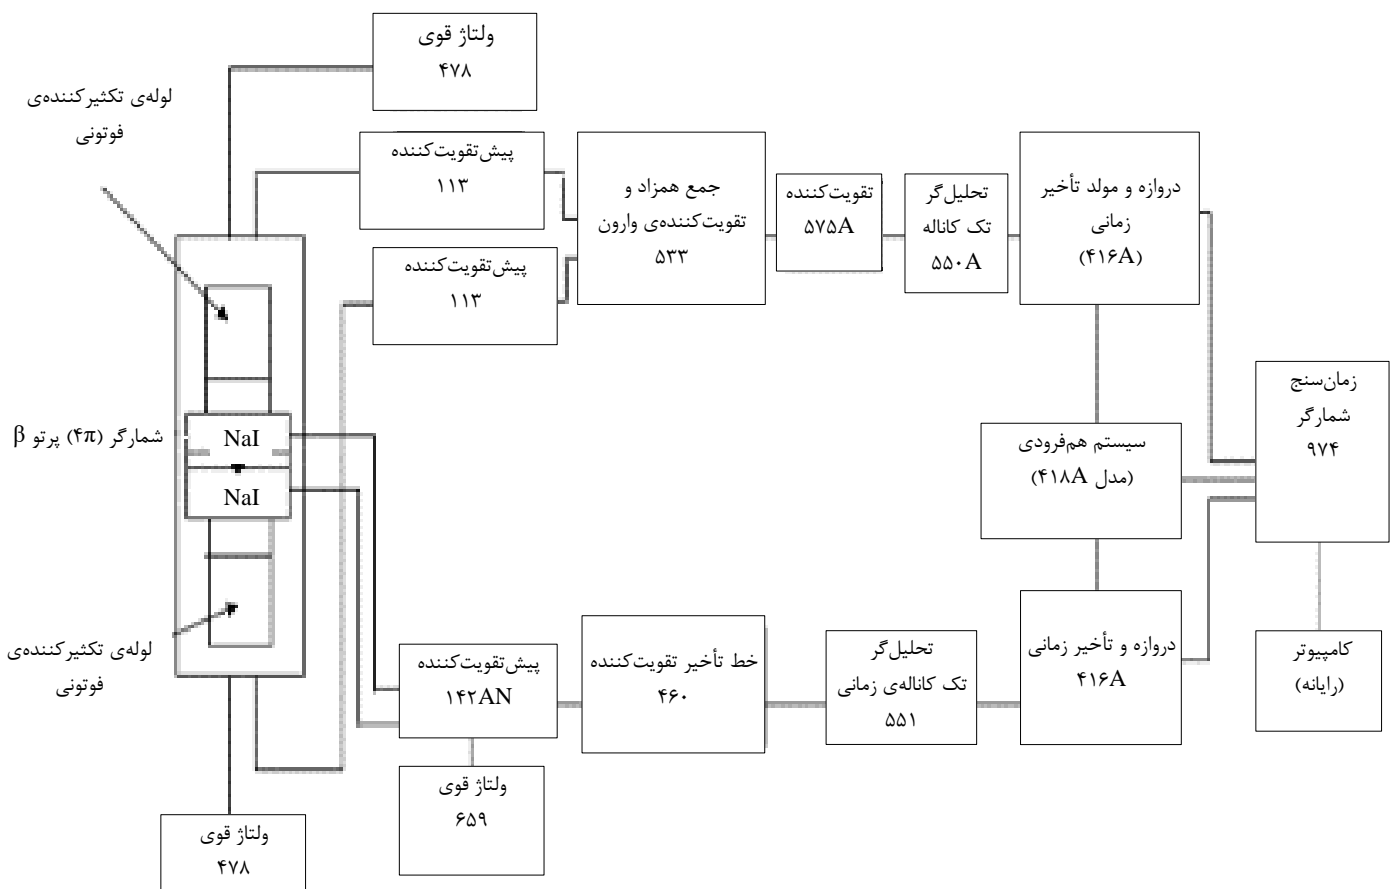 ولتاژ قوی
۴۷۸
لوله‌ی تکثیرکننده‌ی
فوتونی
پیش‌تقویت‌کننده
۱۱۳
جمع همزاد و
تقویت‌کننده‌ی وارون
۵۳۳
تقویت‌کننده
۵۷۵A
تحلیل‌گر
تک کاناله
۵۵۰A
دروازه و مولد تأخیر
زمانی
(۴۱۶A)
پیش‌تقویت‌کننده
۱۱۳
زمان‌سنج
شمارگر
۹۷۴
شمارگر (۴π) پرتو β
NaI
NaI
سیستم هم‌فرودی
(مدل ۴۱۸A)
لوله‌ی تکثیرکننده‌ی
فوتونی
پیش‌تقویت‌کننده
۱۴۲AN
خط تأخیر تقویت‌کننده
۴۶۰
تحلیل‌گر
تک کاناله‌ی زمانی
۵۵۱
دروازه و تأخیر زمانی
۴۱۶A
کامپیوتر
(رایانه)
ولتاژ قوی
۶۵۹
ولتاژ قوی
۴۷۸